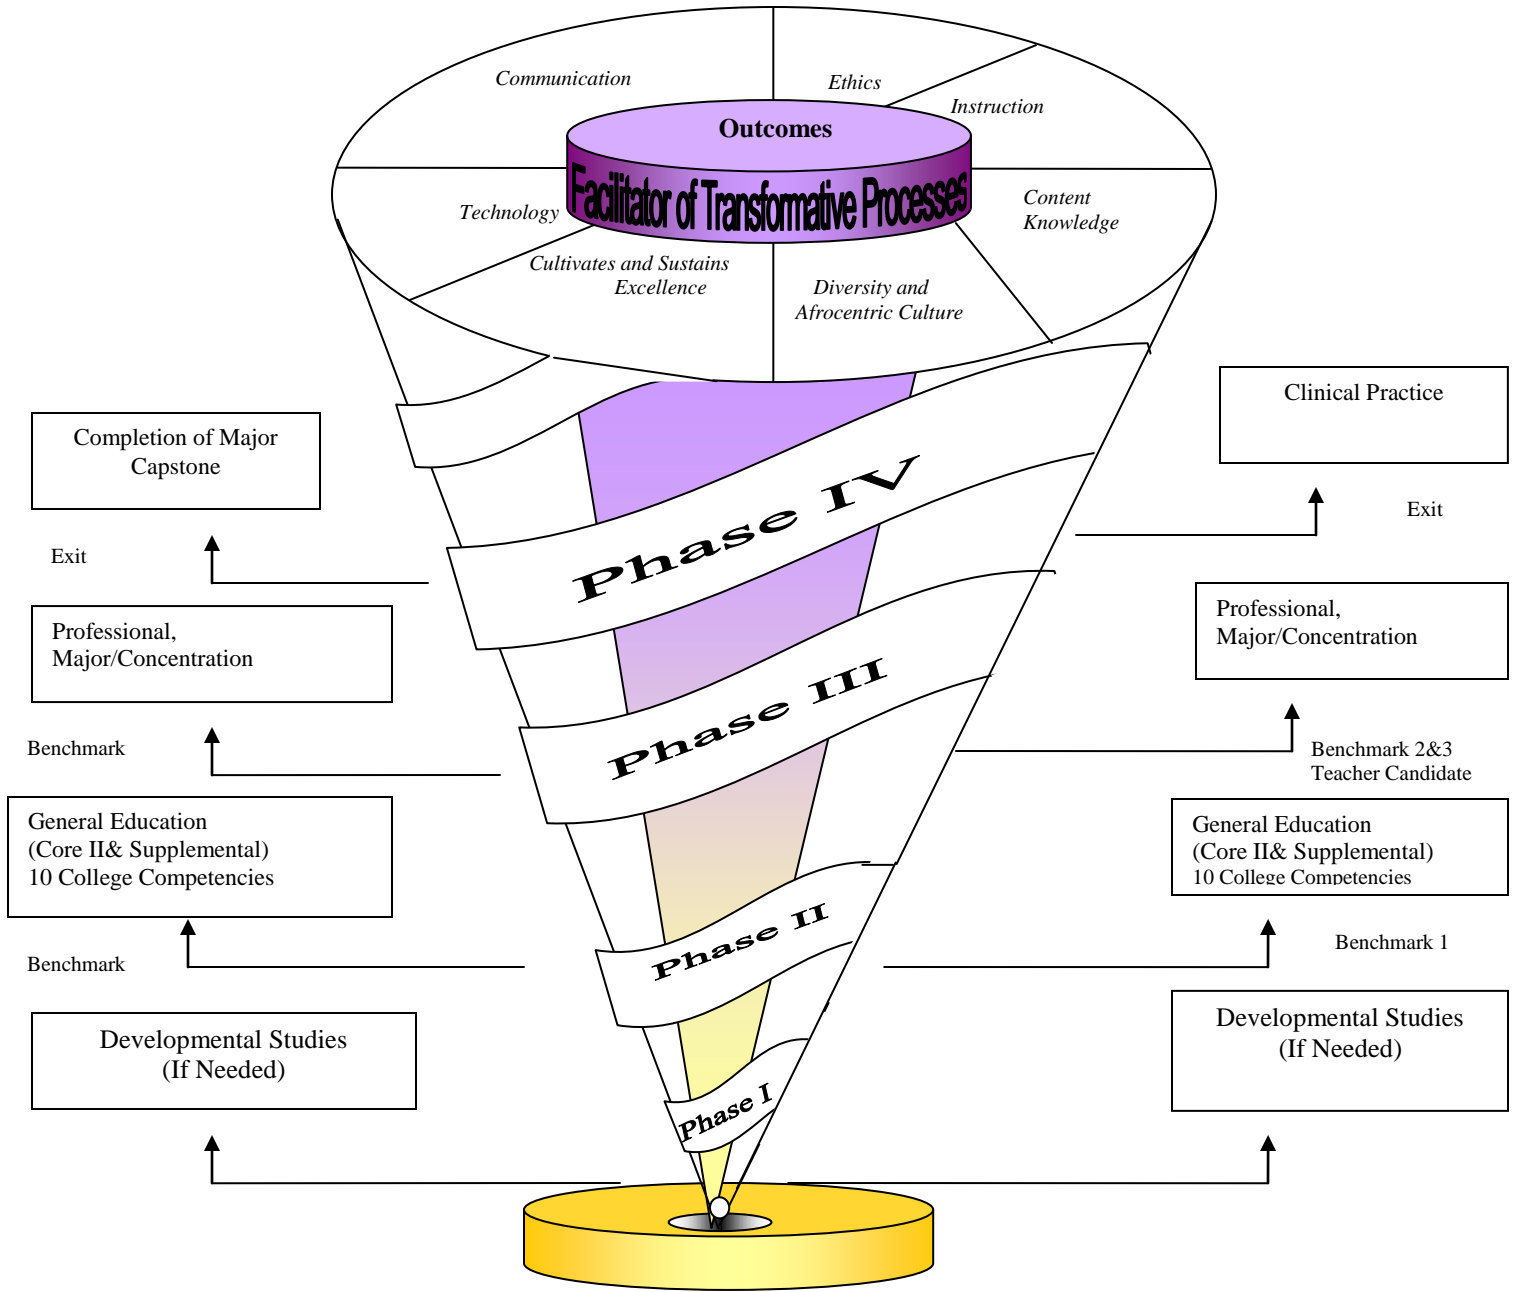 Communication
Ethics
Instruction
Outcomes
Facilitator of Transformative Processes
Technology
Content
Knowledge
Cultivates and Sustains
Excellence
Diversity and
Afrocentric Culture
Completion of Major
Capstone
Exit
Professional,
Major/Concentration
Benchmark
General Education
(Core II& Supplemental)
10 College Competencies
Benchmark
Developmental Studies
(If Needed)
Phase IV
Phase III
Phase II
Phase I
Clinical Practice
Exit
Professional,
Major/Concentration
Benchmark 2&3
Teacher Candidate
General Education
(Core II& Supplemental)
10 College Competencies
Benchmark 1
Developmental Studies
(If Needed)